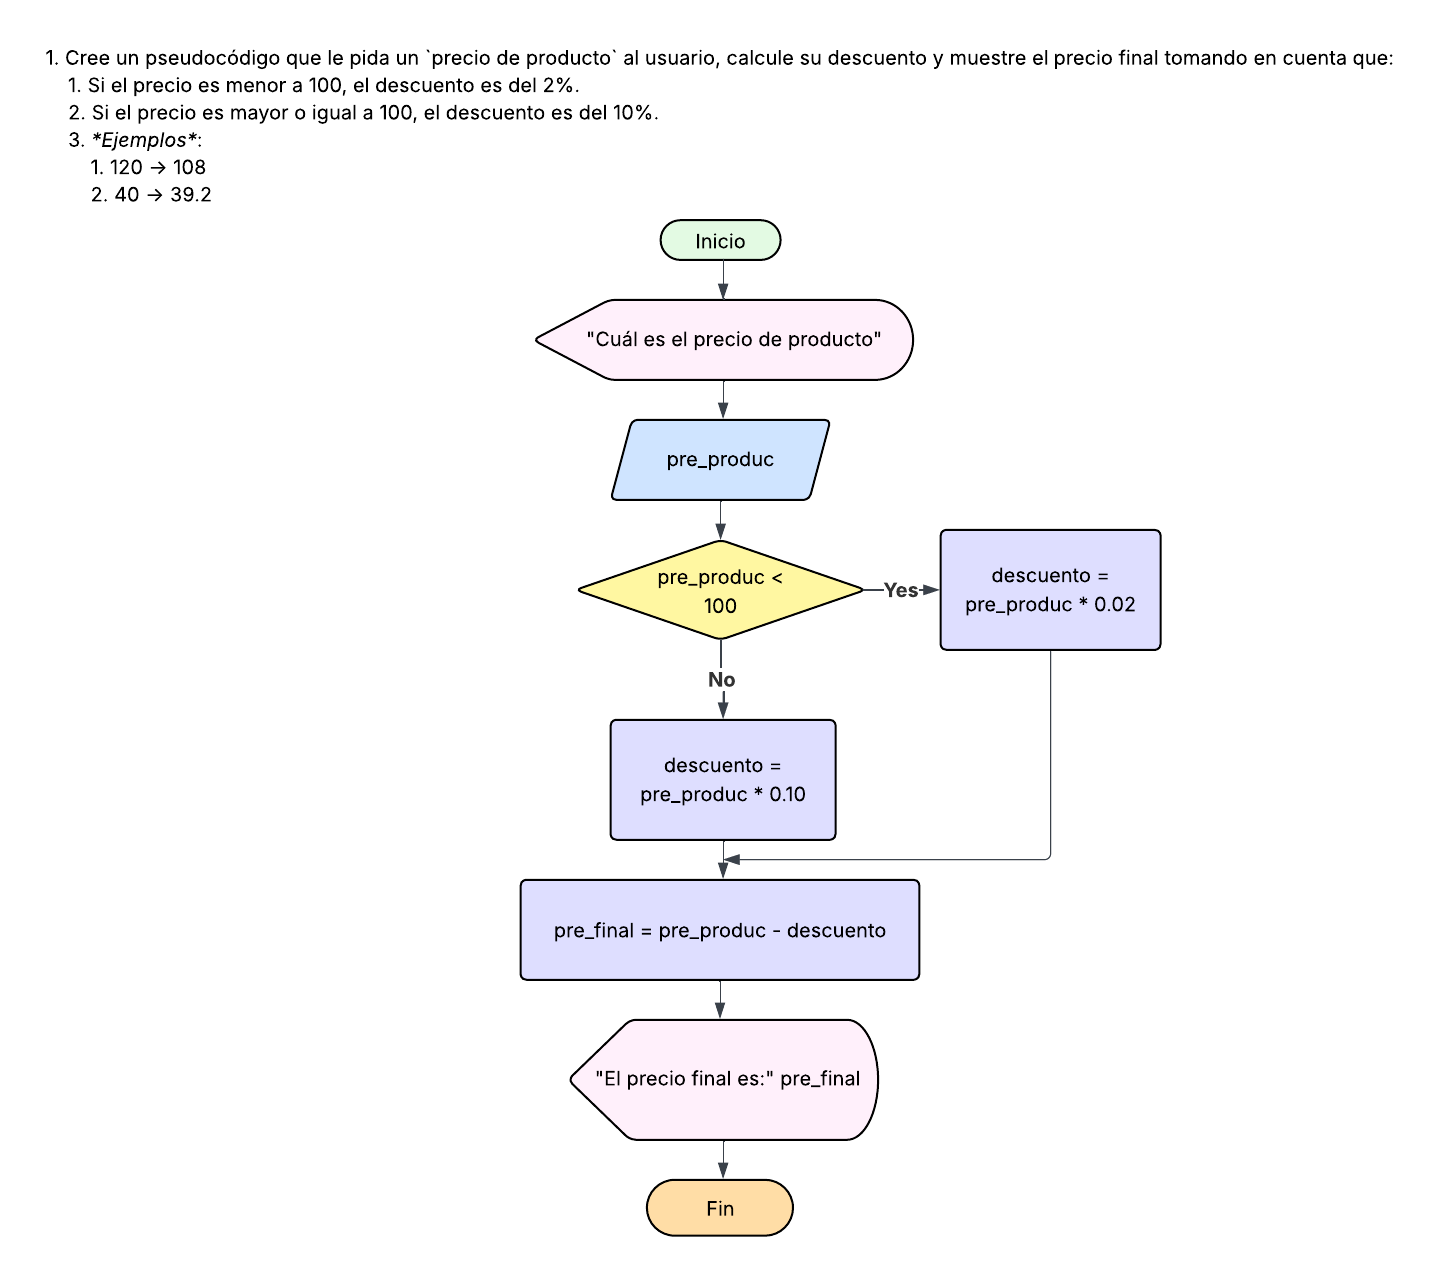 1. Cree un pseudocódigo que le pida un `precio de producto` al usuario, calcule su descuento y muestre el precio final tomando en cuenta que:
1. Si el precio es menor a 100, el descuento es del 2%.
2. Si el precio es mayor o igual a 100, el descuento es del 10%.
3. *Ejemplos*:
1. 120 → 108
2. 40 → 39.2
Inicio
"Cuál es el precio de producto"
pre_produc
pre_produc <
100
Yes
descuento =
pre_produc * 0.02
No
descuento =
pre_produc * 0.10
pre_final = pre_produc - descuento
"El precio final es:" pre_final
Fin